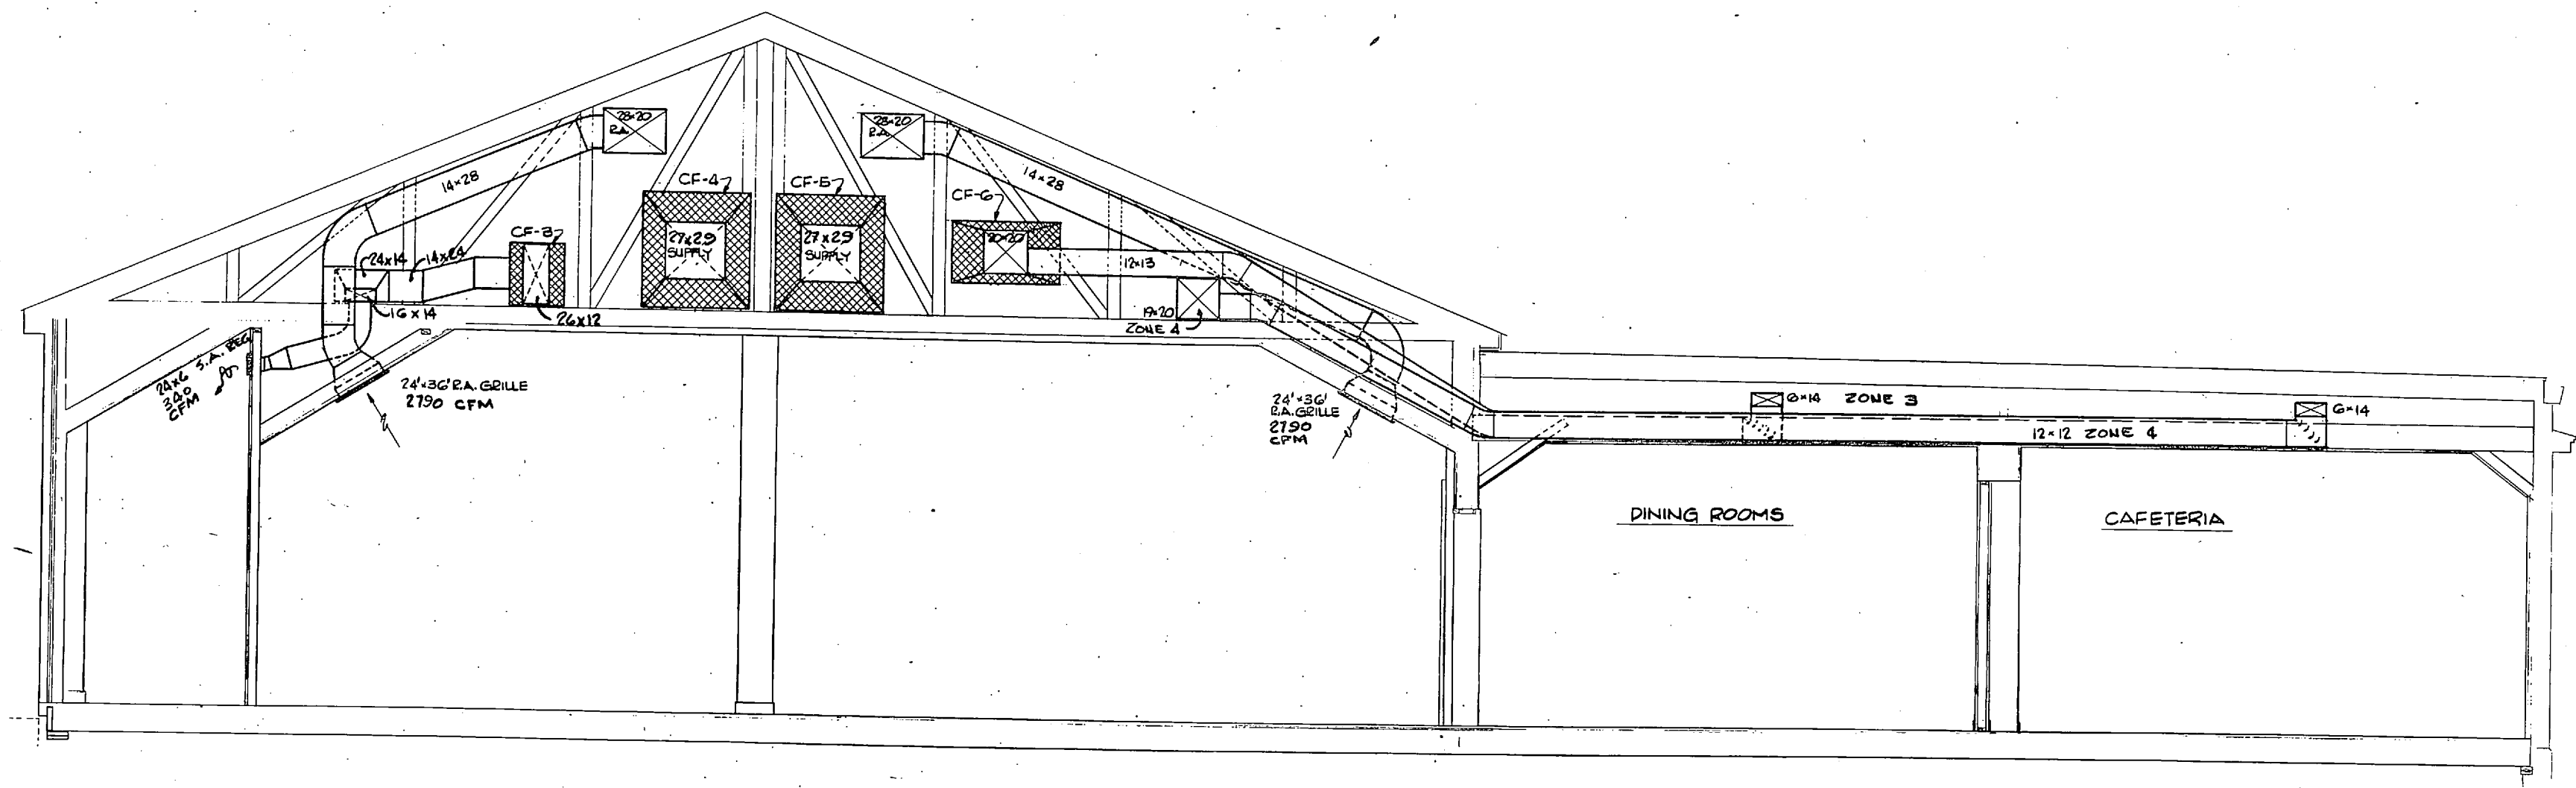 28×20
R.A.
28×20
R.A.
14×28
14×28
CF-4
CF-5
CF-6
CF-3
27×29
SUPPLY
27×29
SUPPLY
20×20
24×14
14×24
12×13
16×14
26×12
19×20
ZONE 4
24×6 S.A. REG
340
CFM
24"×36" R.A. GRILLE
2790 CFM
24"×36"
R.A. GRILLE
2790
CFM
6×14 ZONE 3
6×14
12×12 ZONE 4
DINING ROOMS
CAFETERIA